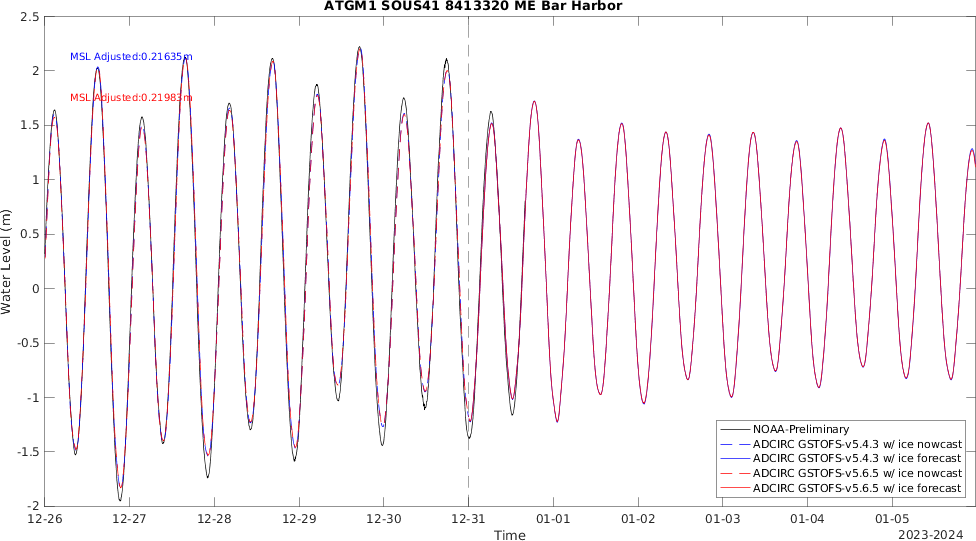 ATGM1 SOUS41 8413320 ME Bar Harbor
2.5
2
1.5
1
0.5
0
-0.5
-1
-1.5
-2
Water Level (m)
MSL Adjusted:0.21635m
MSL Adjusted:0.21983m
NOAA-Preliminary
ADCIRC GSTOFS-v5.4.3 w/ ice nowcast
ADCIRC GSTOFS-v5.4.3 w/ ice forecast
ADCIRC GSTOFS-v5.6.5 w/ ice nowcast
ADCIRC GSTOFS-v5.6.5 w/ ice forecast
12-26 12-27 12-28 12-29 12-30 12-31 01-01 01-02 01-03 01-04 01-05
Time
2023-2024